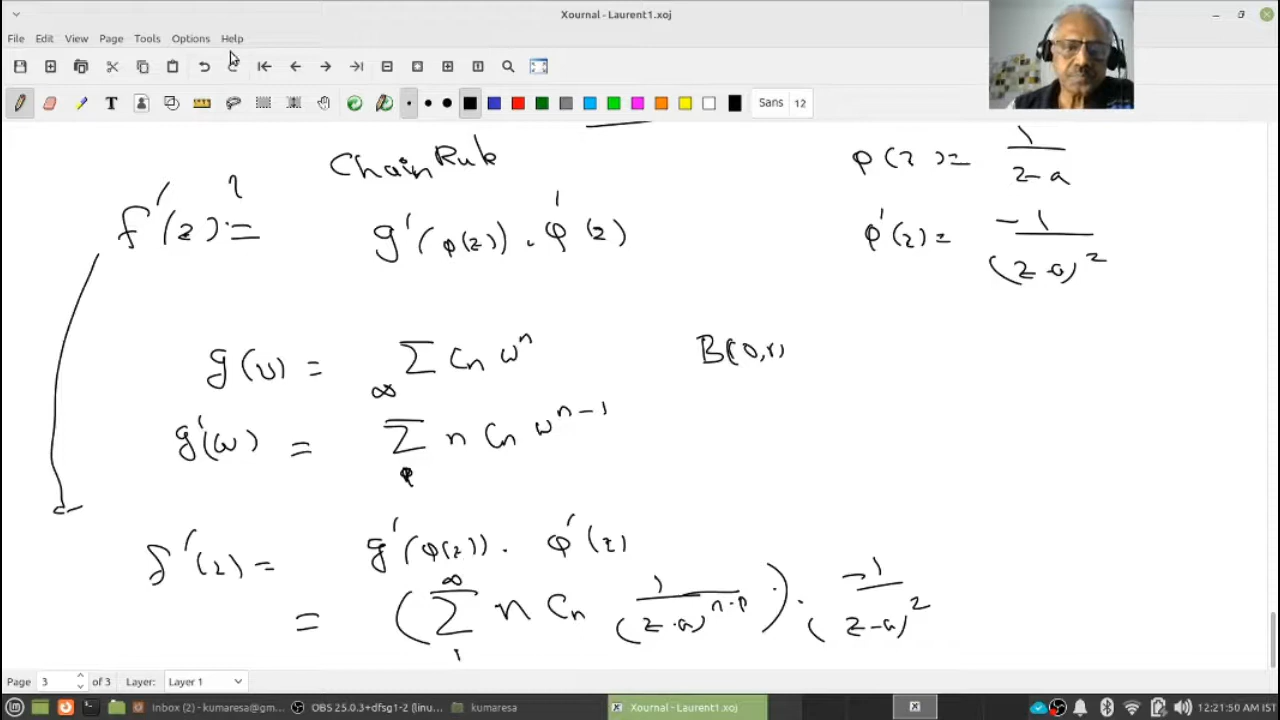 Xournal - Laurent1.xoj
File Edit View Page Tools Options Help
Sans 12
Chain Rule
φ(z) = 1/(z-a)
f'(z) ?= g'(φ(z)) . φ'(z)
φ'(z) = -1/(z-a)^2
g(w) = Σ Cn w^n
B(0,r)
g'(w) = Σ_1^∞ n Cn w^(n-1)
f'(z) = g'(φ(z)) . φ'(z)
= (Σ_1^∞ n Cn 1/(z-a)^(n-1)) . -1/(z-a)^2
Page 3 of 3 Layer: Layer 1
Inbox (2) - kumaresa@gm... OBS 25.0.3+dfsg1-2 (linu... kumaresa Xournal - Laurent1.xoj 12:21:50 AM IST